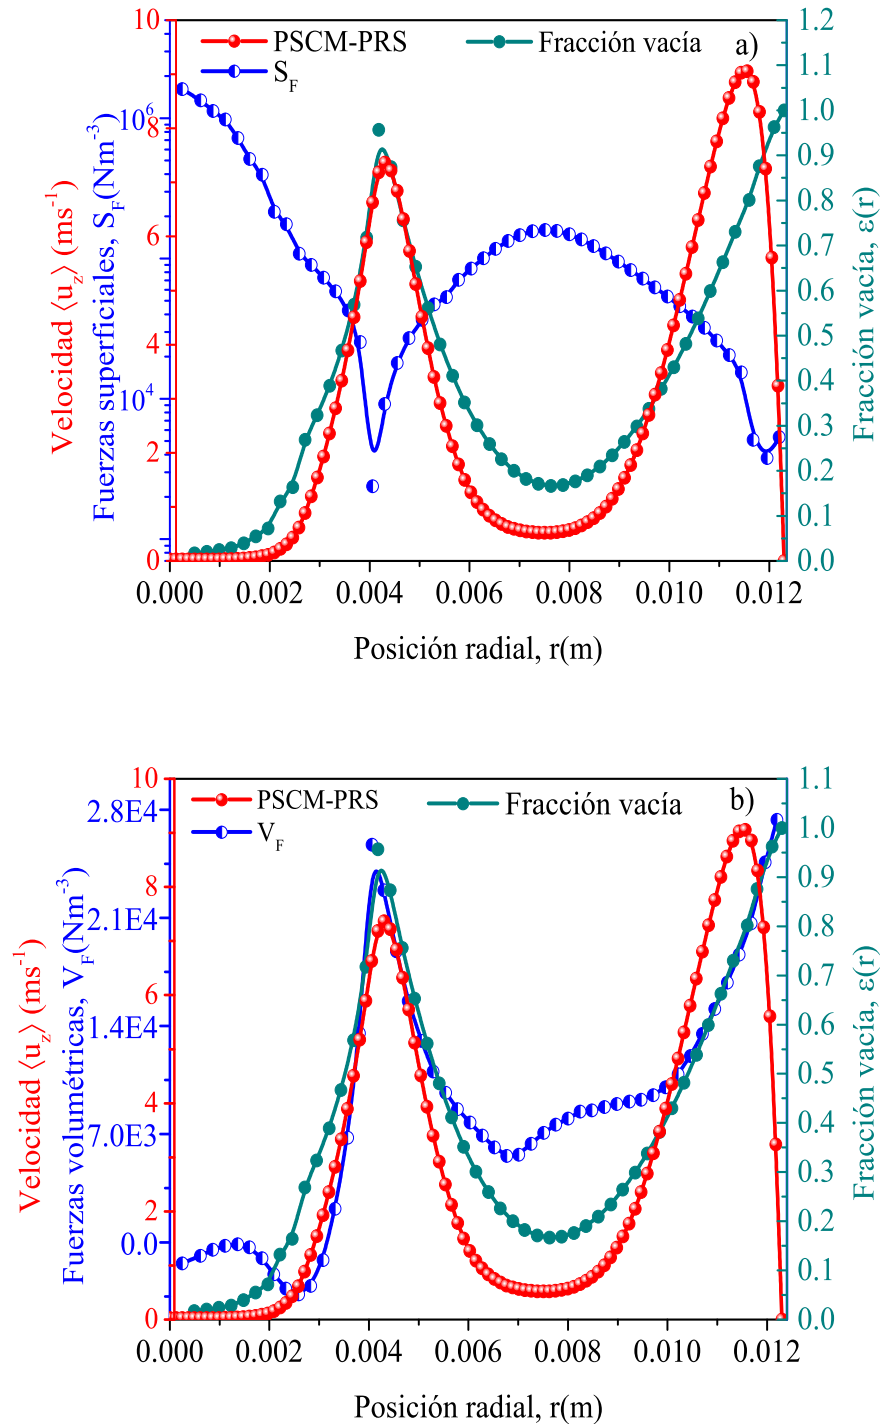 PSCM-PRS
S_F
Fracción vacía
a)
Velocidad ⟨u_z⟩ (ms^-1)
Fuerzas superficiales, S_F(Nm^-3)
Fracción vacía, ε(r)
10
8
6
4
2
0
10^6
10^4
1.2
1.1
1.0
0.9
0.8
0.7
0.6
0.5
0.4
0.3
0.2
0.1
0.0
0.000 0.002 0.004 0.006 0.008 0.010 0.012
Posición radial, r(m)
PSCM-PRS
V_F
Fracción vacía
b)
Velocidad ⟨u_z⟩ (ms^-1)
Fuerzas volumétricas, V_F(Nm^-3)
Fracción vacía, ε(r)
10
8
6
4
2
0
2.8E4
2.1E4
1.4E4
7.0E3
0.0
1.1
1.0
0.9
0.8
0.7
0.6
0.5
0.4
0.3
0.2
0.1
0.0
0.000 0.002 0.004 0.006 0.008 0.010 0.012
Posición radial, r(m)